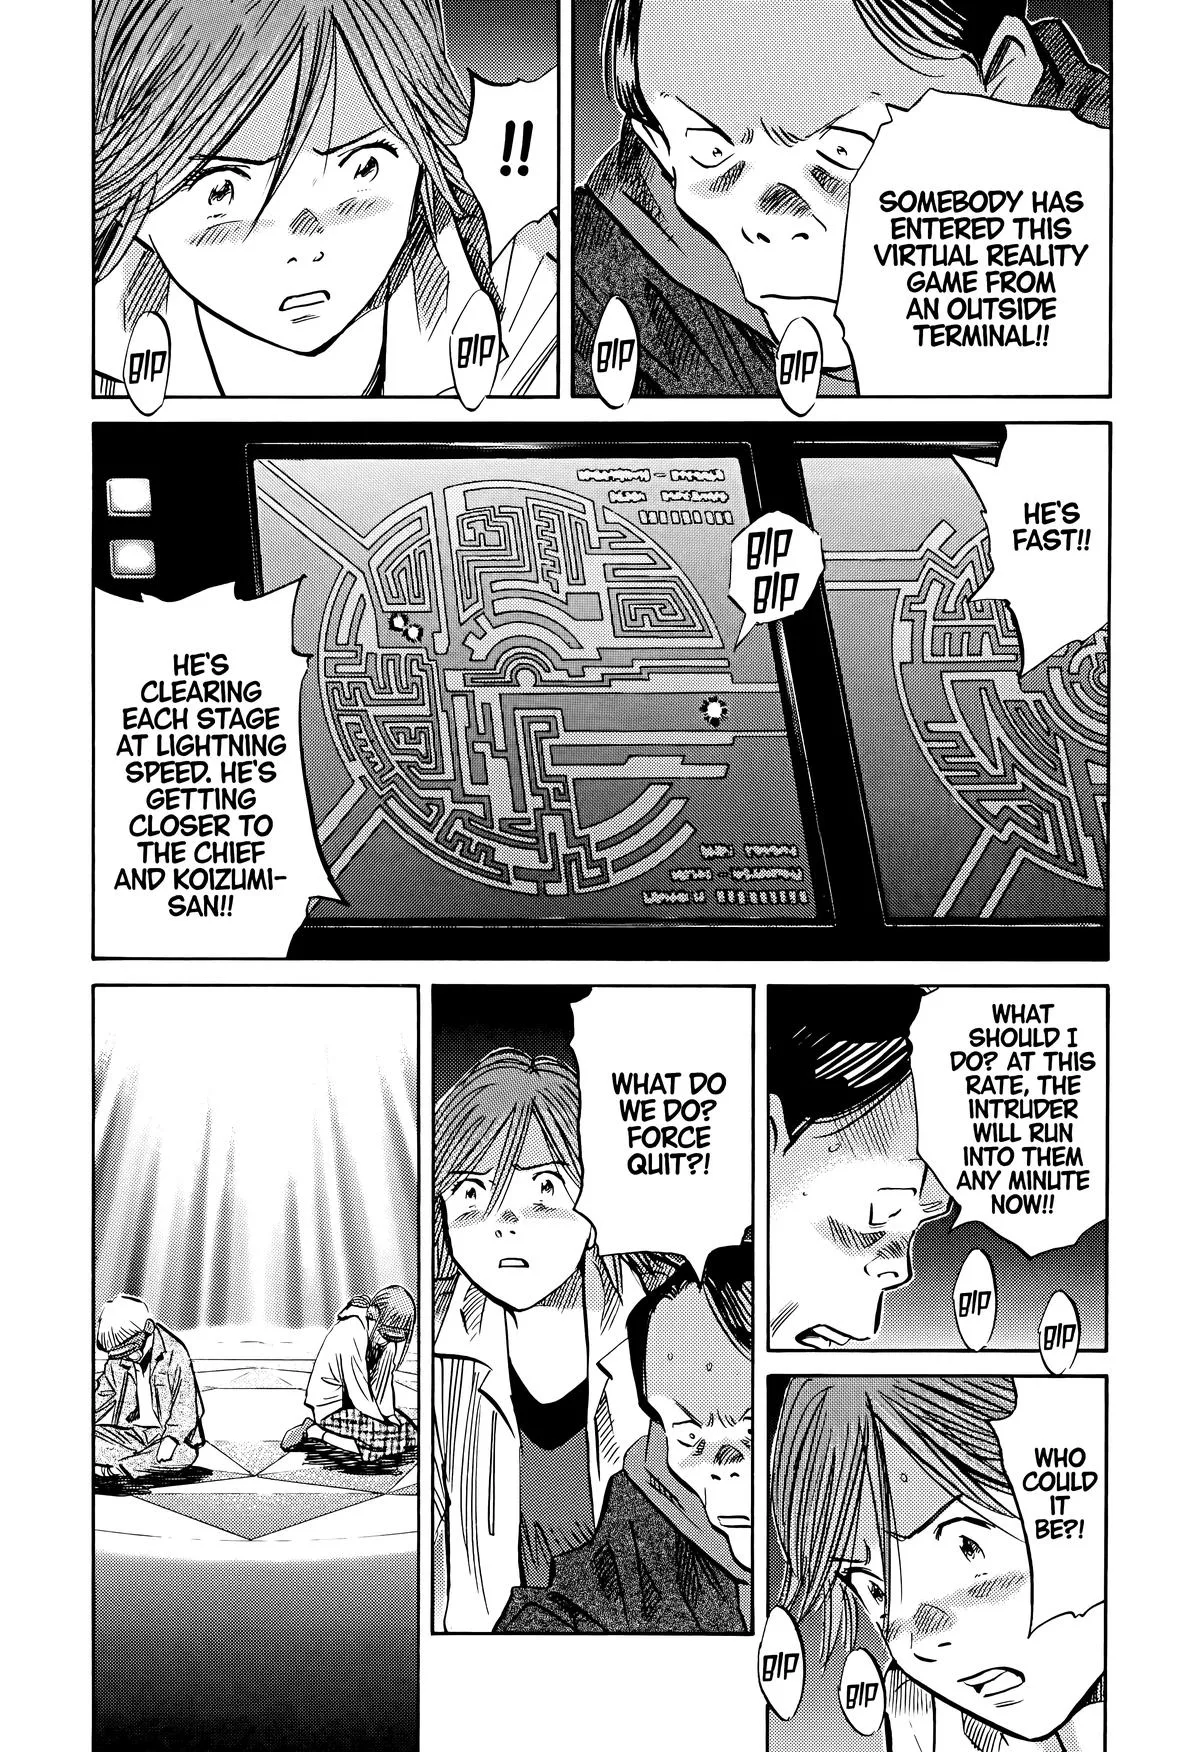 SOMEBODY HAS
ENTERED THIS
VIRTUAL REALITY
GAME FROM
AN OUTSIDE
TERMINAL!!
BIP
BIP
!!
BIP
BIP
HE'S
FAST!!
BIP
BIP
HE'S
CLEARING
EACH STAGE
AT LIGHTNING
SPEED. HE'S
GETTING
CLOSER TO
THE CHIEF
AND KOIZUMI-
SAN!!
WHAT
SHOULD I
DO? AT THIS
RATE, THE
INTRUDER
WILL RUN
INTO THEM
ANY MINUTE
NOW!!
BIP
BIP
WHO
COULD
IT
BE?!
BIP
BIP
WHAT DO
WE DO?
FORCE
QUIT?!